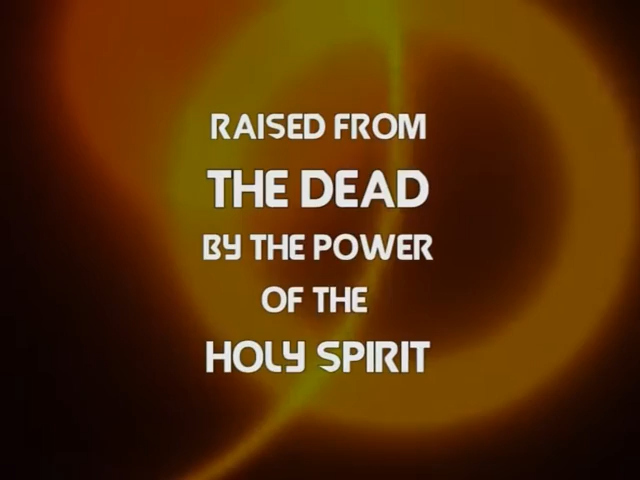 RAISED FROM
THE DEAD
BY THE POWER
OF THE
HOLY SPIRIT